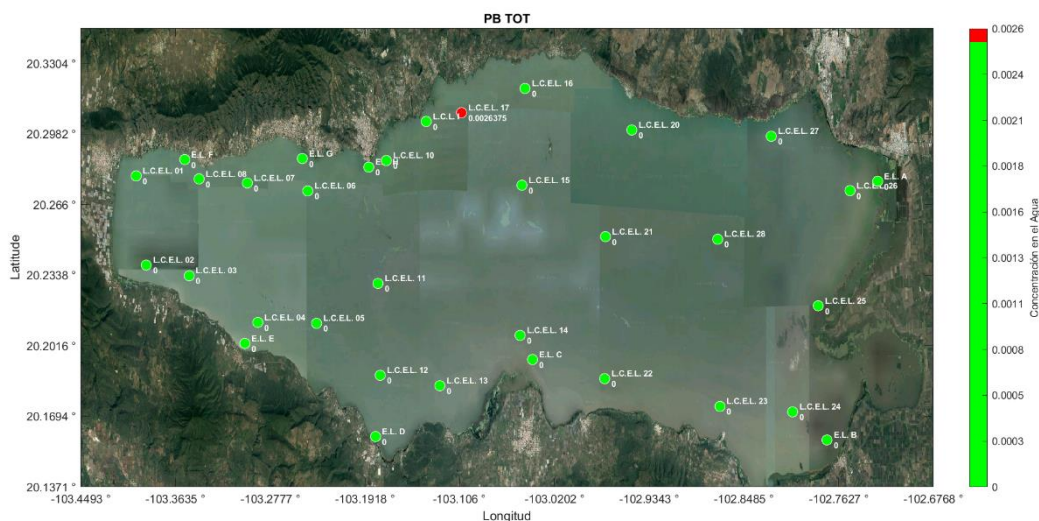 PB TOT
0.0026
0.0024
0.0021
0.0018
0.0016
0.0013
0.0011
0.0008
0.0005
0.0003
0
Concentración en el Agua
20.3304 °
20.2982 °
20.266 °
20.2338 °
20.2016 °
20.1694 °
20.1371 °
Latitude
L.C.E.L. 16
0
L.C.E.L. 17
0.0026375
L.C.L.
0
L.C.E.L. 20
0
L.C.E.L. 27
0
E.L. F
0
E.L. G
0
E.L. H
0
L.C.E.L. 10
0
L.C.E.L. 01
0
L.C.E.L. 08
0
L.C.E.L. 07
0
L.C.E.L. 06
0
L.C.E.L. 15
0
E.L. A
0
L.C.E.L. 26
0
L.C.E.L. 21
0
L.C.E.L. 28
0
L.C.E.L. 02
0
L.C.E.L. 03
0
L.C.E.L. 11
0
L.C.E.L. 25
0
L.C.E.L. 04
0
L.C.E.L. 05
0
E.L. E
0
L.C.E.L. 14
0
E.L. C
0
L.C.E.L. 12
0
L.C.E.L. 13
0
L.C.E.L. 22
0
L.C.E.L. 23
0
L.C.E.L. 24
0
E.L. D
0
E.L. B
0
-103.4493 °
-103.3635 °
-103.2777 °
-103.1918 °
-103.106 °
-103.0202 °
-102.9343 °
-102.8485 °
-102.7627 °
-102.6768 °
Longitud